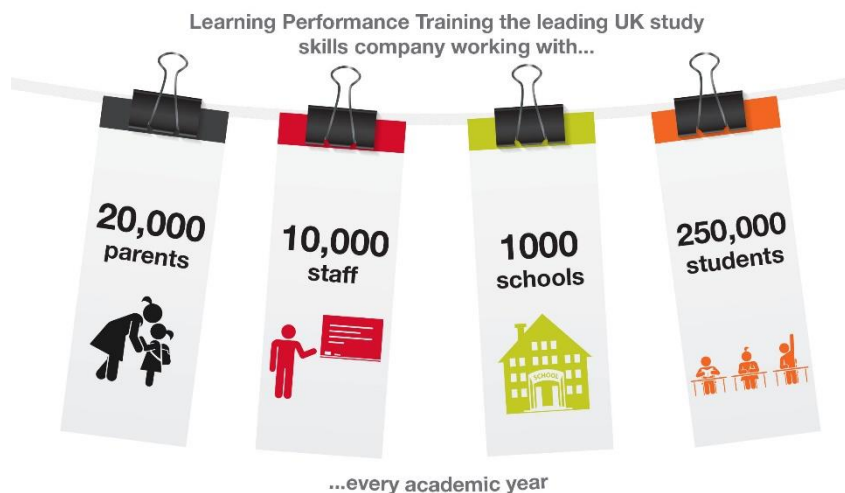 Learning Performance Training the leading UK study
skills company working with...
20,000
parents
10,000
staff
1000
schools
250,000
students
SCHOOL
...every academic year